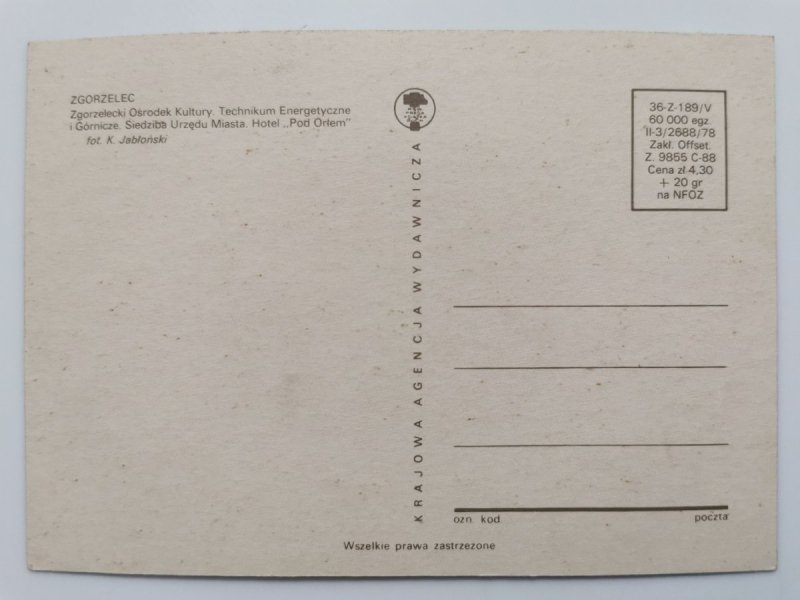 ZGORZELEC
Zgorzelecki Ośrodek Kultury. Technikum Energetyczne
i Górnicze. Siedziba Urzędu Miasta. Hotel „Pod Orłem”
fot. K. Jabłoński
KRAJOWA AGENCJA WYDAWNICZA
36-Z-189/V
60 000 egz.
II-3/2688/78
Zakł. Offset.
Z. 9855 C-88
Cena zł 4,30
+ 20 gr
na NFOZ
ozn. kod
poczta
Wszelkie prawa zastrzeżone